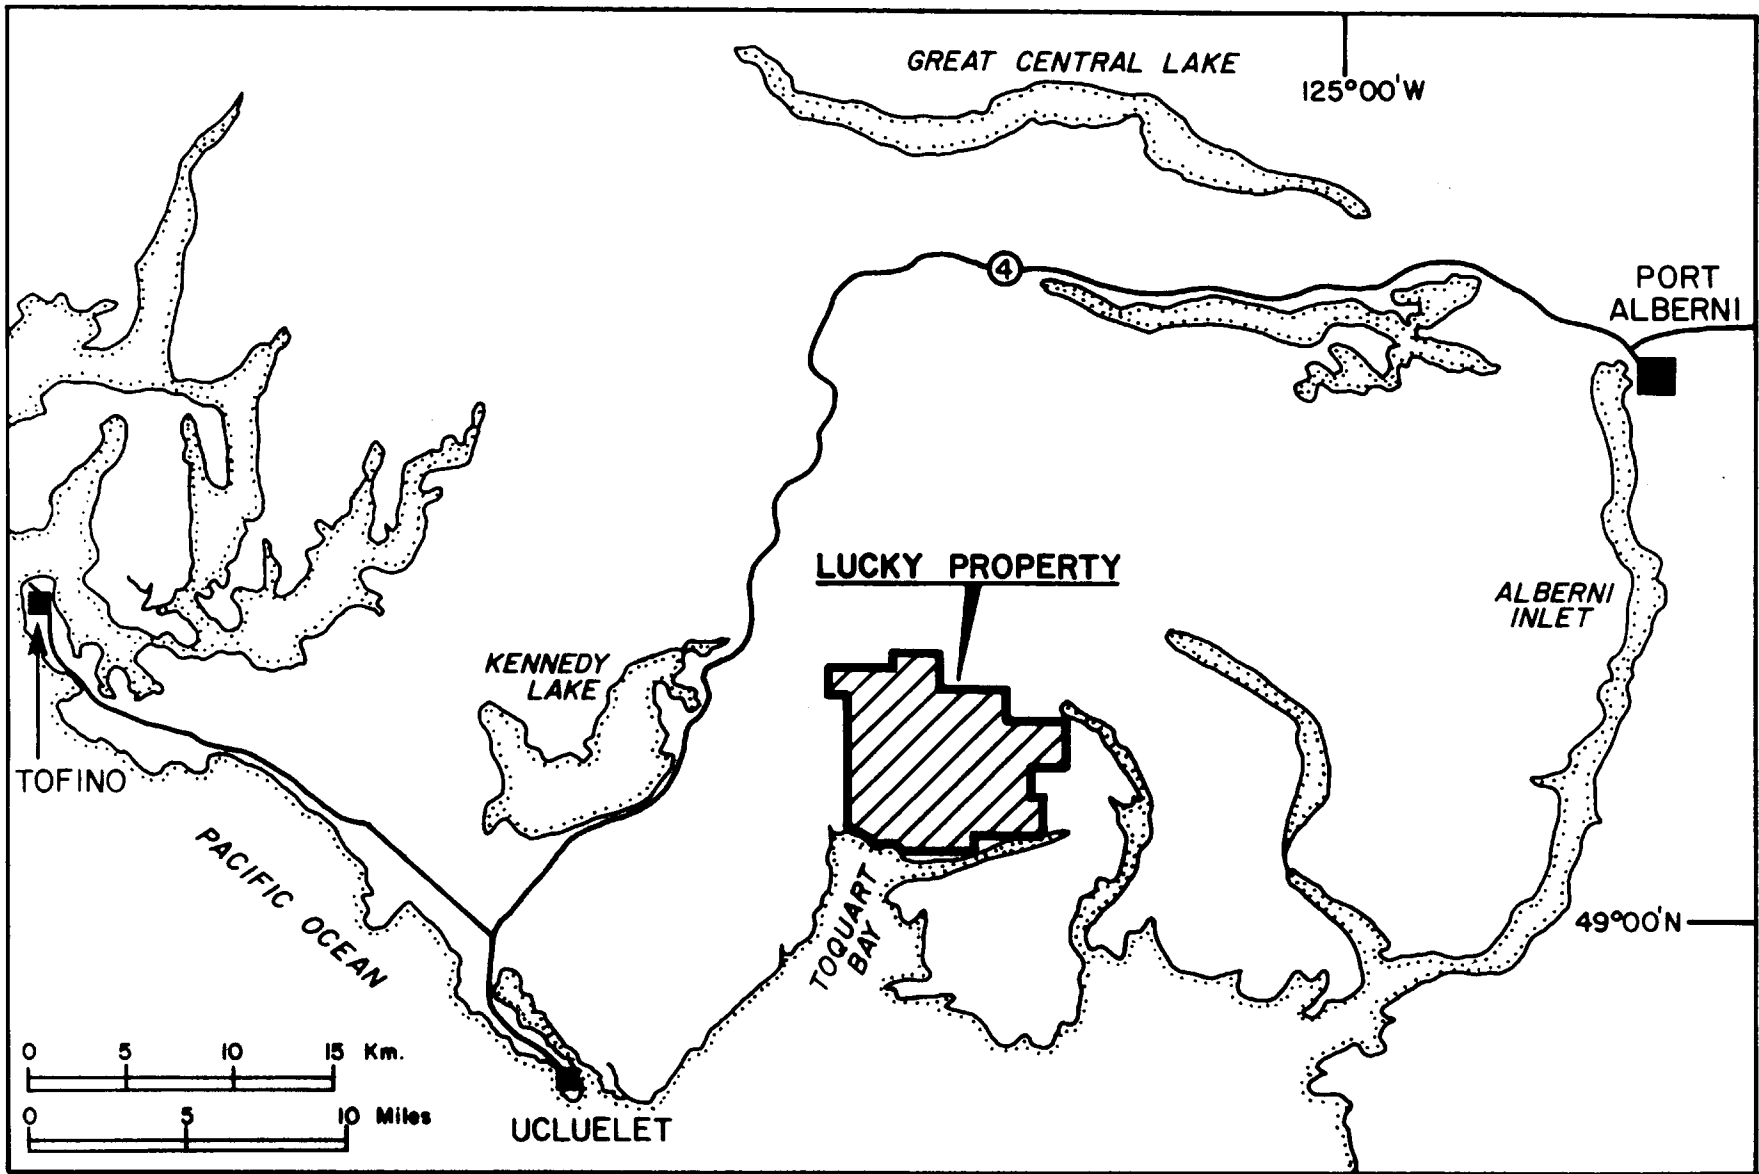 GREAT CENTRAL LAKE
125°00'W
4
PORT
ALBERNI
LUCKY PROPERTY
ALBERNI
INLET
KENNEDY
LAKE
TOFINO
PACIFIC OCEAN
TOQUART
BAY
49°00'N
0 5 10 15 Km.
0 5 10 Miles
UCLUELET